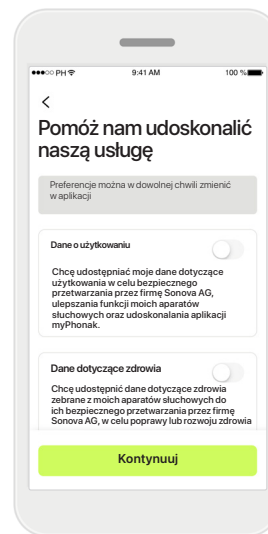 PH 9:41 AM 100 %
Pomóż nam udoskonalić
naszą usługę
Preferencje można w dowolnej chwili zmienić
w aplikacji
Dane o użytkowaniu
Chcę udostępniać moje dane dotyczące
użytkowania w celu bezpiecznego
przetwarzania przez firmę Sonova AG,
ulepszania funkcji moich aparatów
słuchowych oraz udoskonalania aplikacji
myPhonak.
Dane dotyczące zdrowia
Chcę udostępnić dane dotyczące zdrowia
zebrane z moich aparatów słuchowych do
ich bezpiecznego przetwarzania przez firmę
Sonova AG, w celu poprawy lub rozwoju zdrowia
Kontynuuj